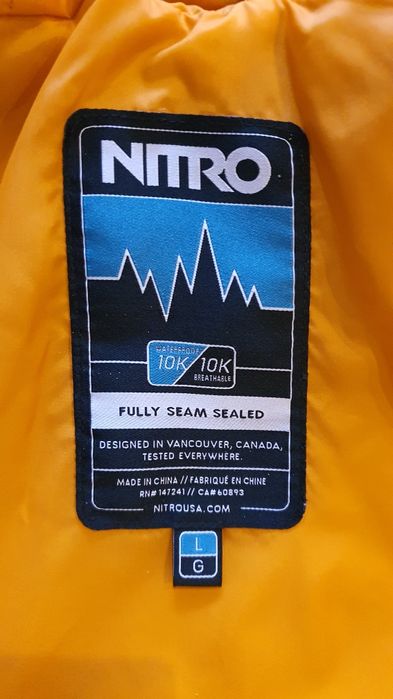 NITRO
WATERPROOF
10K
10K
BREATHABLE
FULLY SEAM SEALED
DESIGNED IN VANCOUVER, CANADA,
TESTED EVERYWHERE.
MADE IN CHINA // FABRIQUÉ EN CHINE
RN# 147241 // CA#60893
NITROUSA.COM
L
G